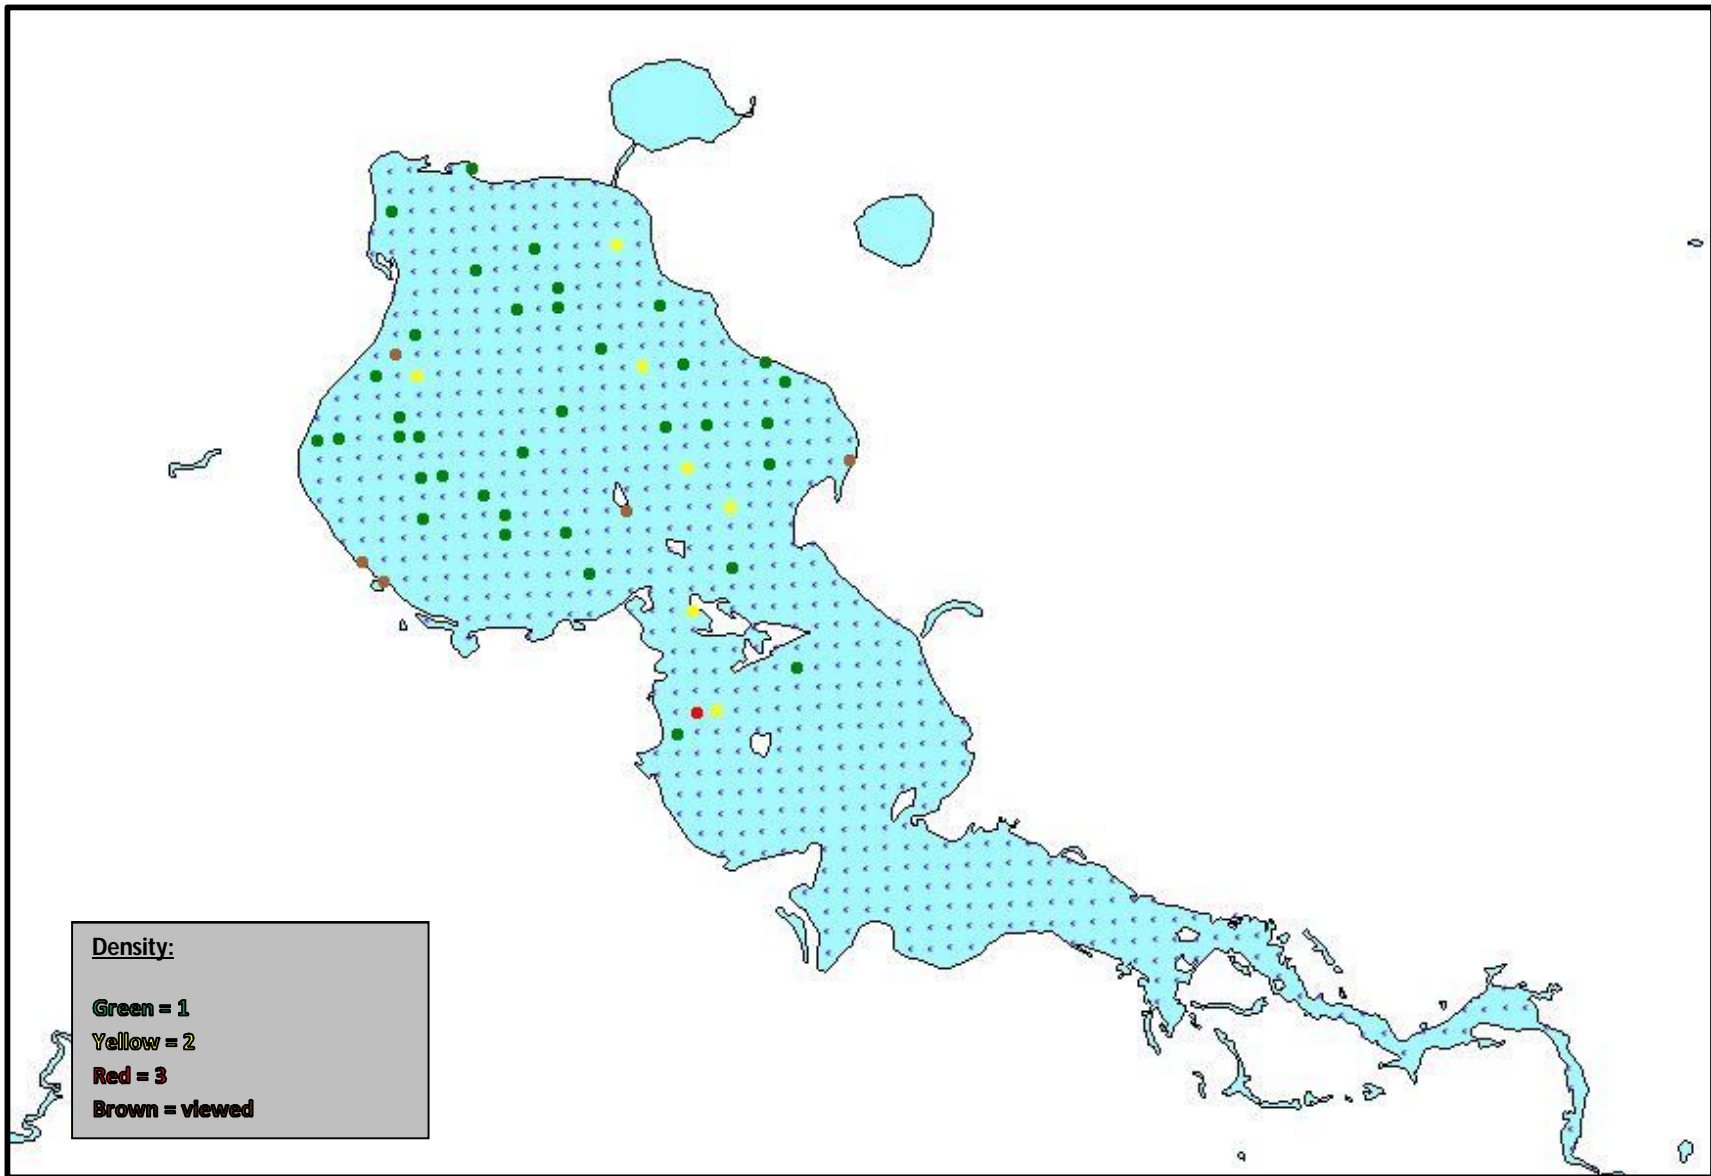 Density:
Green = 1
Yellow = 2
Red = 3
Brown = viewed